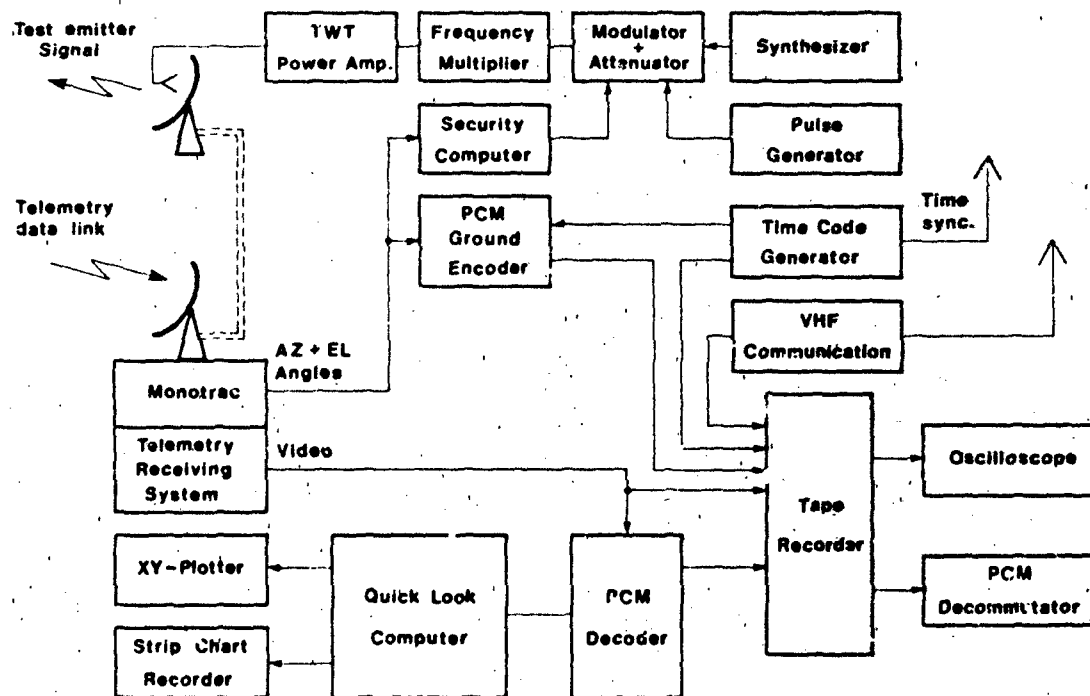 Test emitter
Signal
TWT
Power Amp.
Frequency
Multiplier
Modulator
+
Attenuator
Synthesizer
Security
Computer
Pulse
Generator
Telemetry
data link
PCM
Ground
Encoder
Time Code
Generator
Time
sync.
VHF
Communication
AZ + EL
Angles
Monotrac
Telemetry
Receiving
System
Video
Tape
Recorder
Oscilloscope
XY-Plotter
Quick Look
Computer
PCM
Decoder
PCM
Decommutator
Strip Chart
Recorder